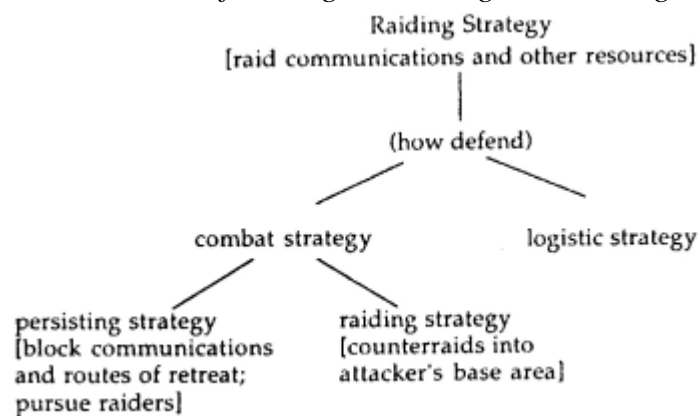 Raiding Strategy
[raid communications and other resources]
(how defend)
combat strategy
logistic strategy
persisting strategy
[block communications
and routes of retreat;
pursue raiders]
raiding strategy
[counterraids into
attacker's base area]